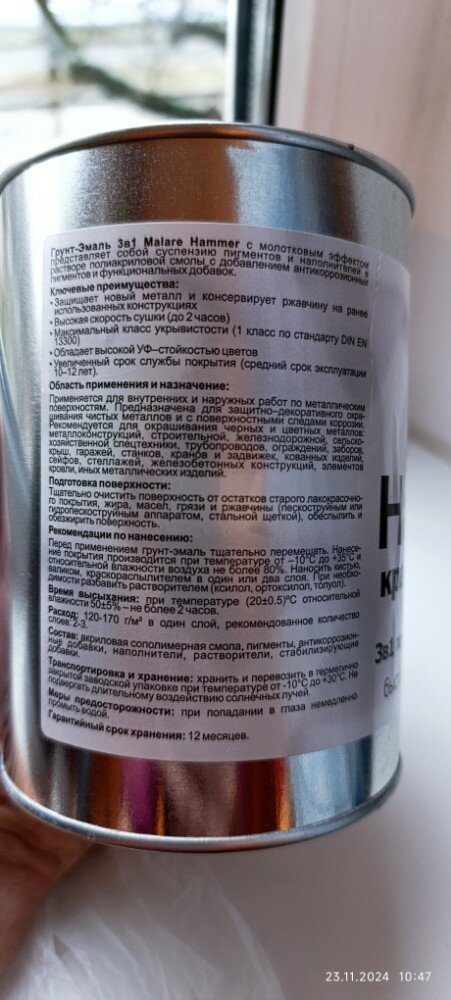 Грунт-Эмаль 3в1 Malare Hammer с молотковым эффектом
представляет собой суспензию пигментов и наполнителей в
растворе полиакриловой смолы с добавлением антикоррозионных
пигментов и функциональных добавок.
Ключевые преимущества:
• Защищает новый металл и консервирует ржавчину на ранее
использованных конструкциях
• Высокая скорость сушки (до 2 часов)
• Максимальный класс укрывистости (1 класс по стандарту DIN EN
13300)
• Обладает высокой УФ–стойкостью цветов
• Увеличенный срок службы покрытия (средний срок эксплуатации
10–12 лет).
Область применения и назначение:
Применяется для внутренних и наружных работ по металлическим
поверхностям. Предназначена для защитно–декоративного окра-
шивания чистых металлов и с поверхностными следами коррозии.
Рекомендуется для окрашивания черных и цветных металлов:
металлоконструкций, строительной, железнодорожной, сельско-
хозяйственной спецтехники, трубопроводов, ограждений, заборов,
крыш, гаражей, станков, кранов и задвижек, кованных изделий,
сейфов, стеллажей, железобетонных конструкций, элементов
кровли, иных металлических изделий.
Подготовка поверхности:
Тщательно очистить поверхность от остатков старого лакокрасочно-
го покрытия, жира, масел, грязи и ржавчины (пескоструйным или
гидропескоструйным аппаратом, стальной щеткой), обеспылить и
обезжирить поверхность.
Рекомендации по нанесению:
Перед применением грунт-эмаль тщательно перемешать. Нанесе-
ние покрытия производится при температуре от –10°С до +35°С и
относительной влажности воздуха не более 80%. Наносить кистью,
валиком, краскораспылителем в один или два слоя. При необхо-
димости разбавить растворителем (ксилол, ортоксилол, толуол).
Время высыхания: при температуре (20±0.5)°С относительной
влажности 50±5% – не более 2 часов.
Расход: 120-170 г/м² в один слой, рекомендованное количество
слоев: 2-3.
Состав: акриловая сополимерная смола, пигменты, антикоррозион-
ные добавки, наполнители, растворители, стабилизирующие
добавки.
Транспортировка и хранение: хранить и перевозить в герметично
закрытой заводской упаковке при температуре от -10°С до +30°С. Не
подвергать длительному воздействию солнечных лучей.
Меры предосторожности: при попадании в глаза немедленно
промыть водой.
Гарантийный срок хранения: 12 месяцев.
3в1
23.11.2024 10:47